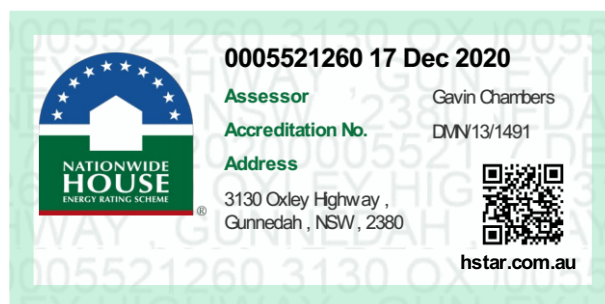 0005521260 17 Dec 2020
Assessor Gavin Chambers
Accreditation No. DMN/13/1491
Address
3130 Oxley Highway ,
Gunnedah , NSW , 2380
hstar.com.au
NATIONWIDE
HOUSE
ENERGY RATING SCHEME
®